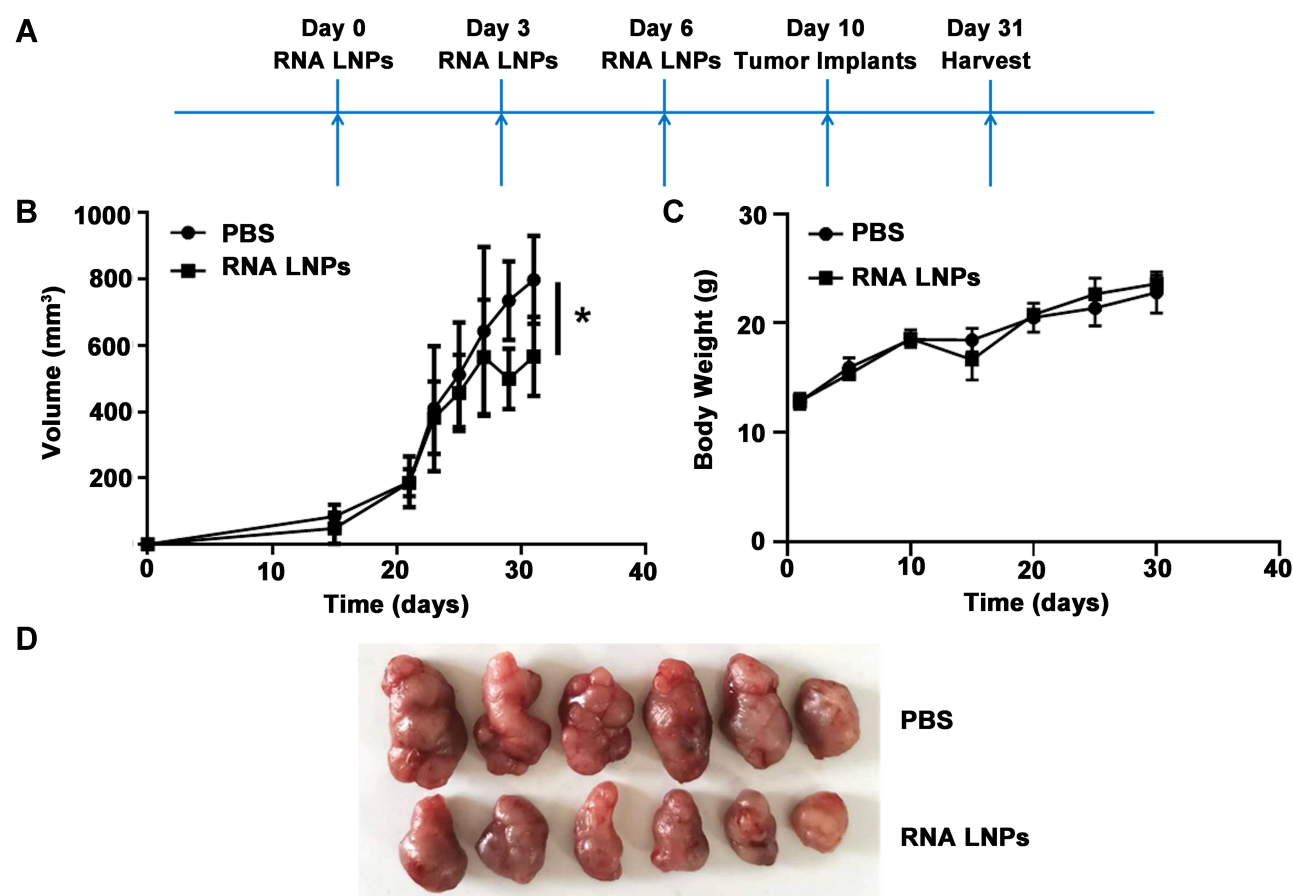 A
Day 0
RNA LNPs
Day 3
RNA LNPs
Day 6
RNA LNPs
Day 10
Tumor Implants
Day 31
Harvest
B
1000
800
600
400
200
Volume (mm³)
PBS
RNA LNPs
*
0
10
20
30
40
Time (days)
C
30
20
10
0
Body Weight (g)
PBS
RNA LNPs
0
10
20
30
40
Time (days)
D
PBS
RNA LNPs